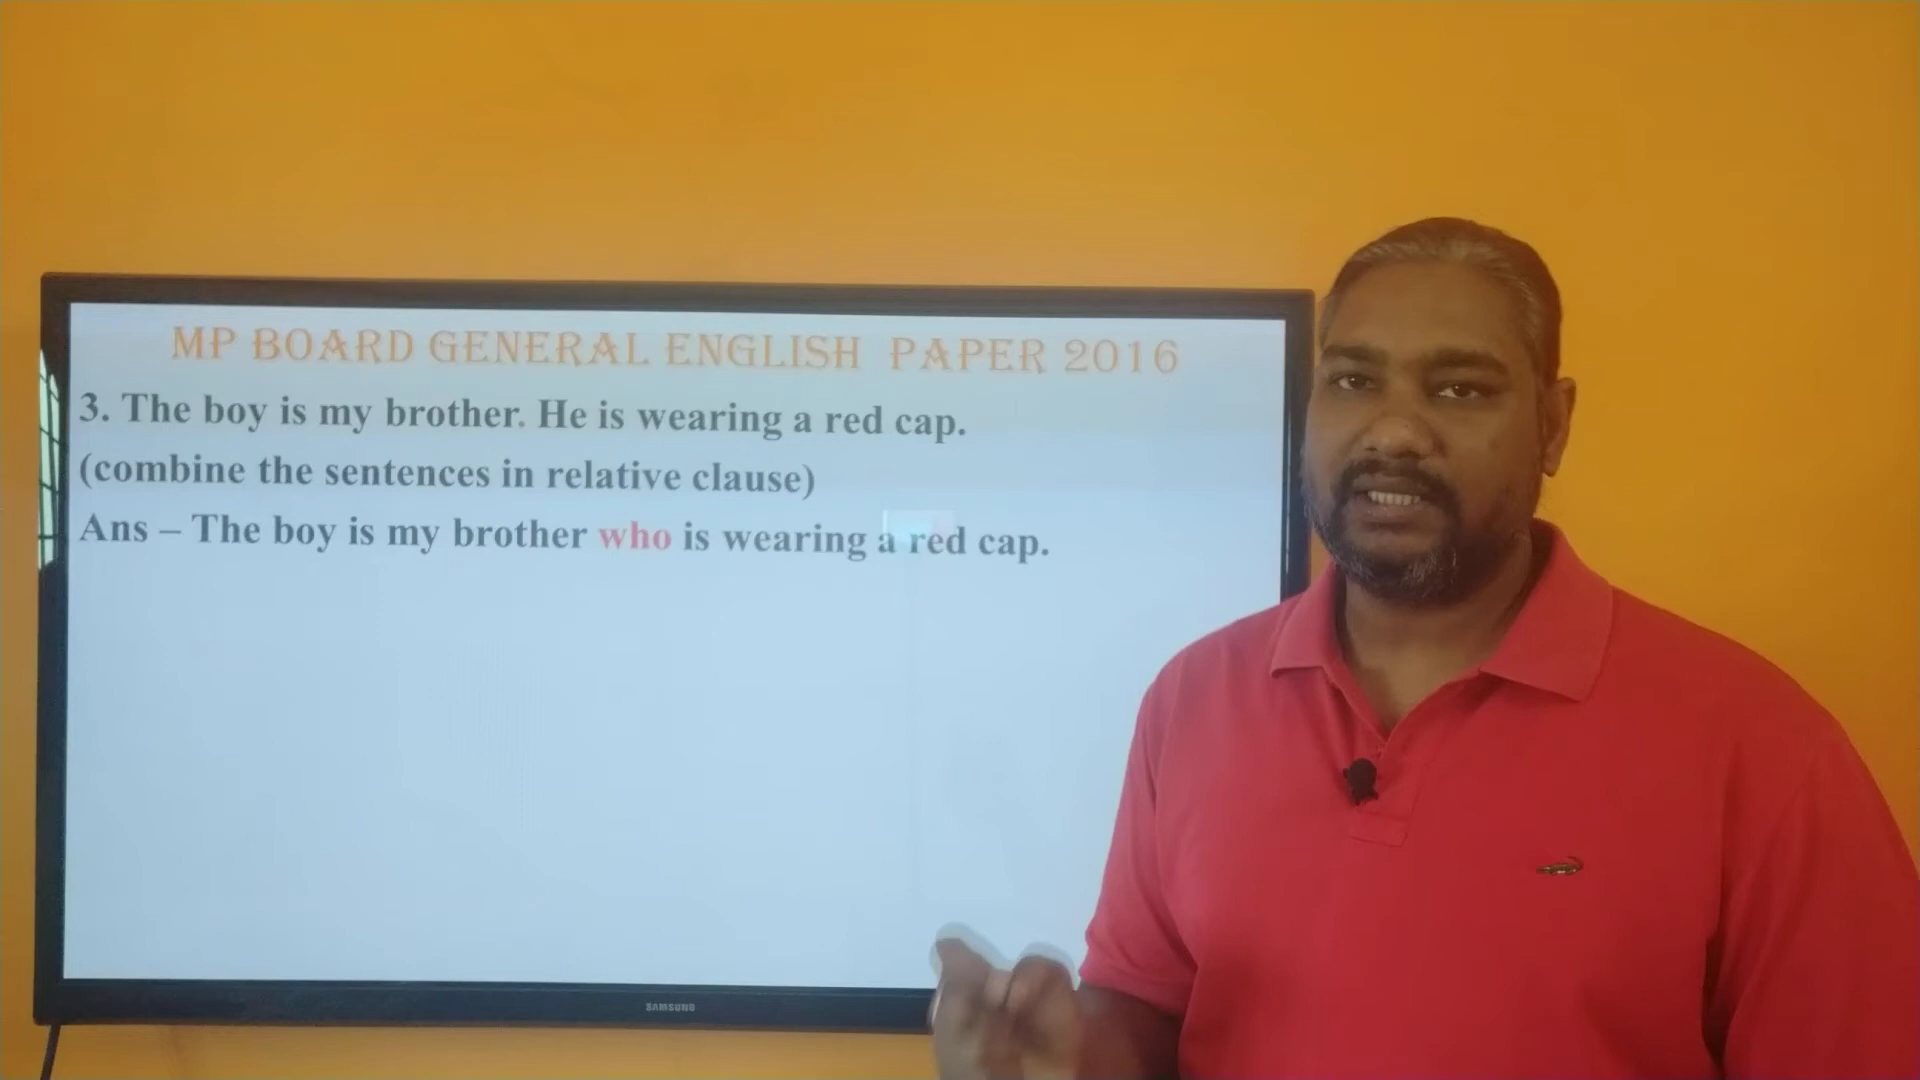 MP BOARD GENERAL ENGLISH PAPER 2016
3. The boy is my brother. He is wearing a red cap.
(combine the sentences in relative clause)
Ans – The boy is my brother who is wearing a red cap.
SAMSUNG